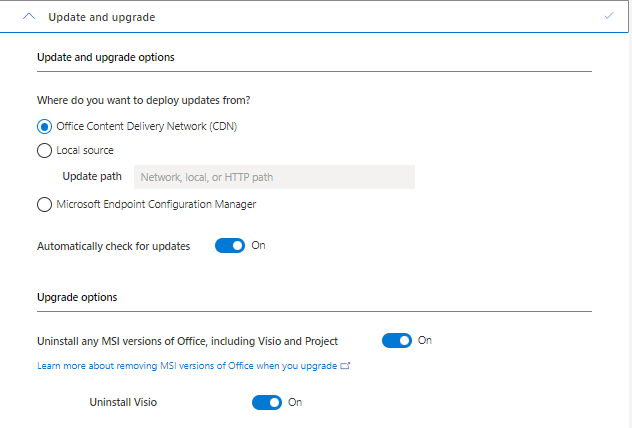 Update and upgrade
Update and upgrade options
Where do you want to deploy updates from?
Office Content Delivery Network (CDN)
Local source
Update path Network, local, or HTTP path
Microsoft Endpoint Configuration Manager
Automatically check for updates On
Upgrade options
Uninstall any MSI versions of Office, including Visio and Project On
Learn more about removing MSI versions of Office when you upgrade
Uninstall Visio On